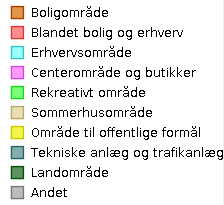 Boligområde
Blandet bolig og erhverv
Erhvervsområde
Centerområde og butikker
Rekreativt område
Sommerhusområde
Område til offentlige formål
Tekniske anlæg og trafikanlæg
Landområde
Andet